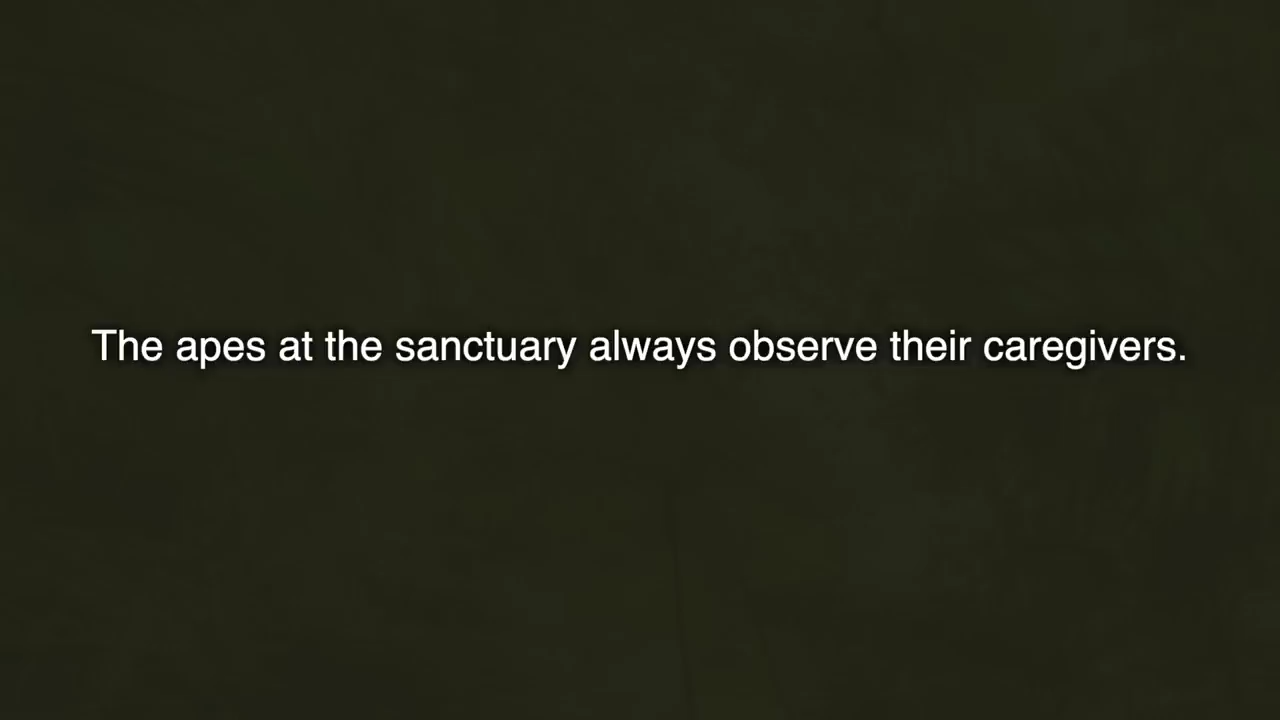 The apes at the sanctuary always observe their caregivers.